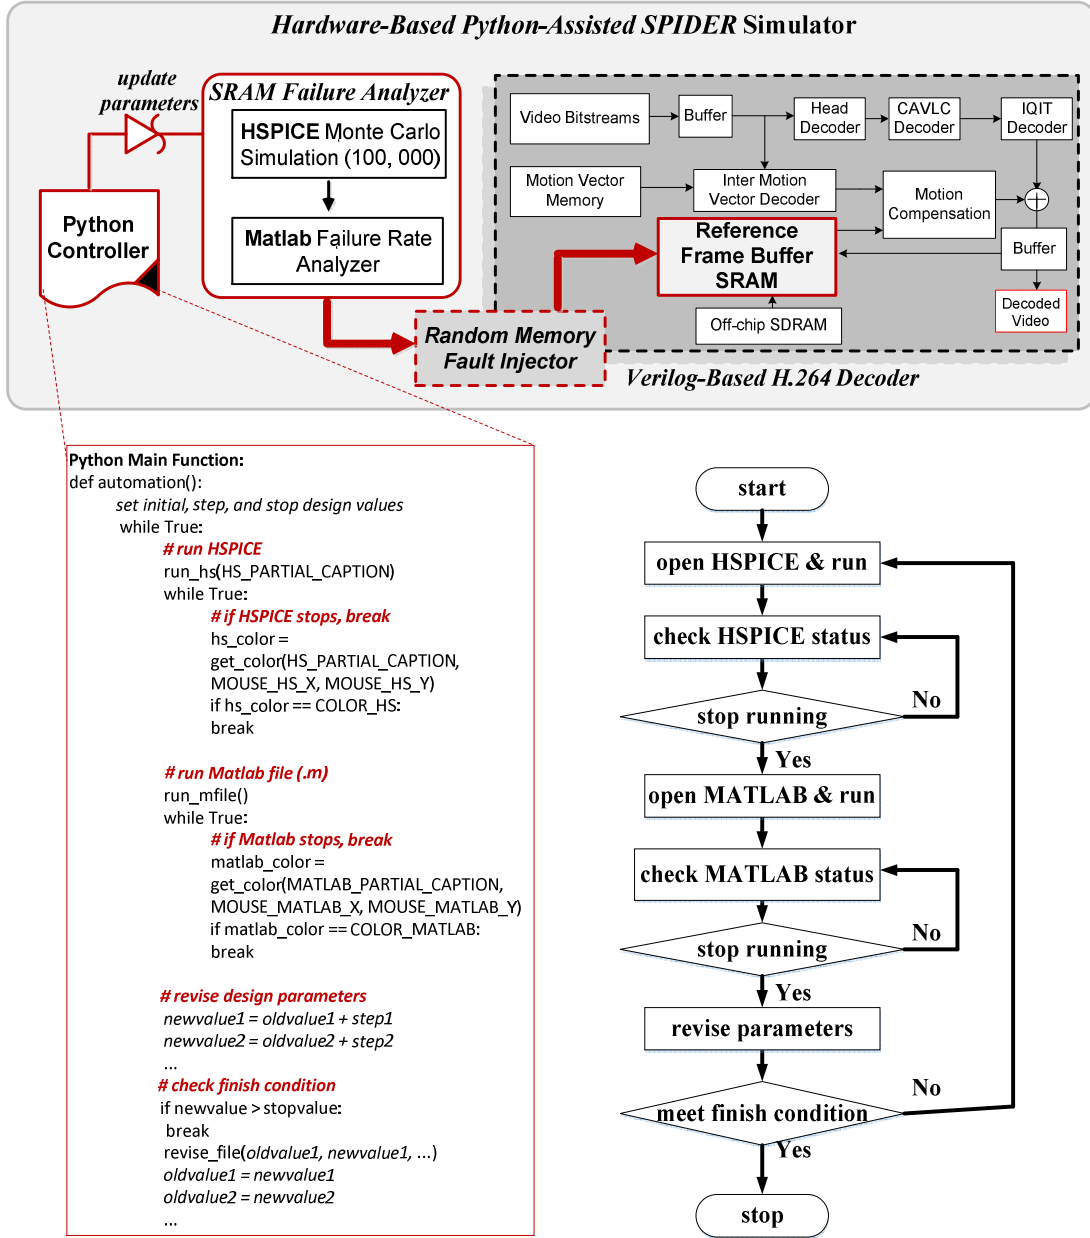 Hardware-Based Python-Assisted SPIDER Simulator
update
parameters
SRAM Failure Analyzer
HSPICE Monte Carlo
Simulation (100, 000)
Matlab Failure Rate
Analyzer
Python
Controller
Video Bitstreams
Buffer
Head
Decoder
CAVLC
Decoder
IQIT
Decoder
Motion Vector
Memory
Inter Motion
Vector Decoder
Motion
Compensation
Reference
Frame Buffer
SRAM
Buffer
Off-chip SDRAM
Decoded
Video
Random Memory
Fault Injector
Verilog-Based H.264 Decoder
Python Main Function:
def automation():
set initial, step, and stop design values
while True:
# run HSPICE
run_hs(HS_PARTIAL_CAPTION)
while True:
# if HSPICE stops, break
hs_color =
get_color(HS_PARTIAL_CAPTION,
MOUSE_HS_X, MOUSE_HS_Y)
if hs_color == COLOR_HS:
break
# run Matlab file (.m)
run_mfile()
while True:
# if Matlab stops, break
matlab_color =
get_color(MATLAB_PARTIAL_CAPTION,
MOUSE_MATLAB_X, MOUSE_MATLAB_Y)
if matlab_color == COLOR_MATLAB:
break
# revise design parameters
newvalue1 = oldvalue1 + step1
newvalue2 = oldvalue2 + step2
...
# check finish condition
if newvalue > stopvalue:
break
revise_file(oldvalue1, newvalue1, ...)
oldvalue1 = newvalue1
oldvalue2 = newvalue2
...
start
open HSPICE & run
check HSPICE status
stop running
No
Yes
open MATLAB & run
check MATLAB status
stop running
No
Yes
revise parameters
meet finish condition
No
Yes
stop